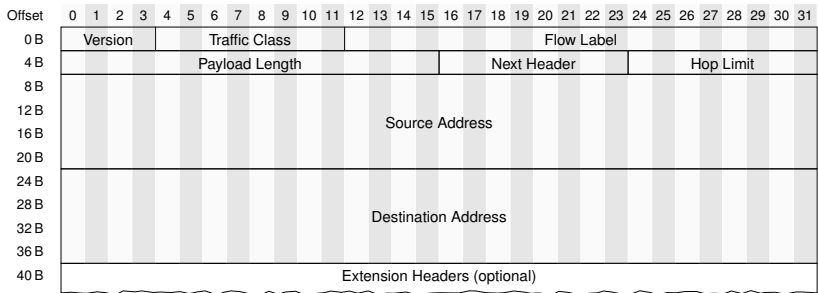 Offset 0 1 2 3 4 5 6 7 8 9 10 11 12 13 14 15 16 17 18 19 20 21 22 23 24 25 26 27 28 29 30 31
0 B Version Traffic Class Flow Label
4 B Payload Length Next Header Hop Limit
8 B
12 B
Source Address
16 B
20 B
24 B
28 B
Destination Address
32 B
36 B
40 B Extension Headers (optional)